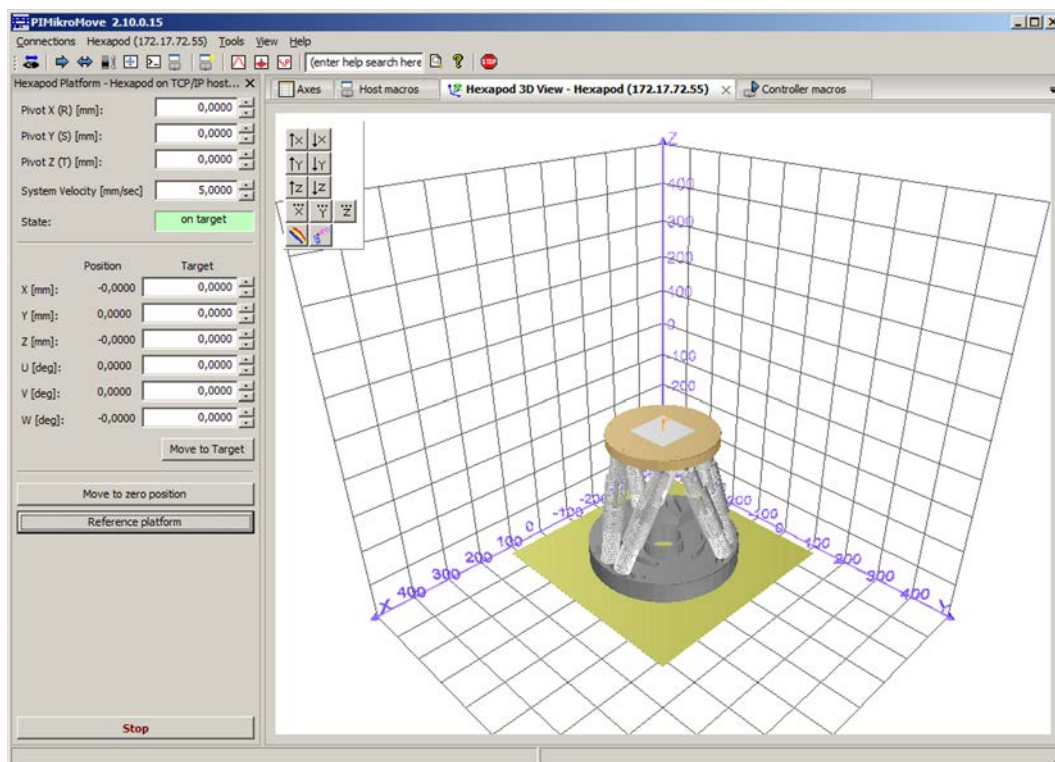 PIMikroMove 2.10.0.15
Connections Hexapod (172.17.72.55) Tools View Help
(enter help search here
STOP
Hexapod Platform - Hexapod on TCP/IP host... X
Axes Host macros Hexapod 3D View - Hexapod (172.17.72.55) Controller macros
Pivot X (R) [mm]: 0,0000
Pivot Y (S) [mm]: 0,0000
Pivot Z (T) [mm]: 0,0000
System Velocity [mm/sec] 5,0000
State: on target
Position Target
X [mm]: -0,0000 0,0000
Y [mm]: 0,0000 0,0000
Z [mm]: -0,0000 0,0000
U [deg]: 0,0000 0,0000
V [deg]: 0,0000 0,0000
W [deg]: -0,0000 0,0000
Move to Target
Move to zero position
Reference platform
Stop
↑X ↓X
↑Y ↓Y
↑Z ↓Z
X Y Z
Z
400
300
200
100
0
-100
-200
-200 -100 0 100 200 300 400 X
200 -100 0 100 200 300 400 Y